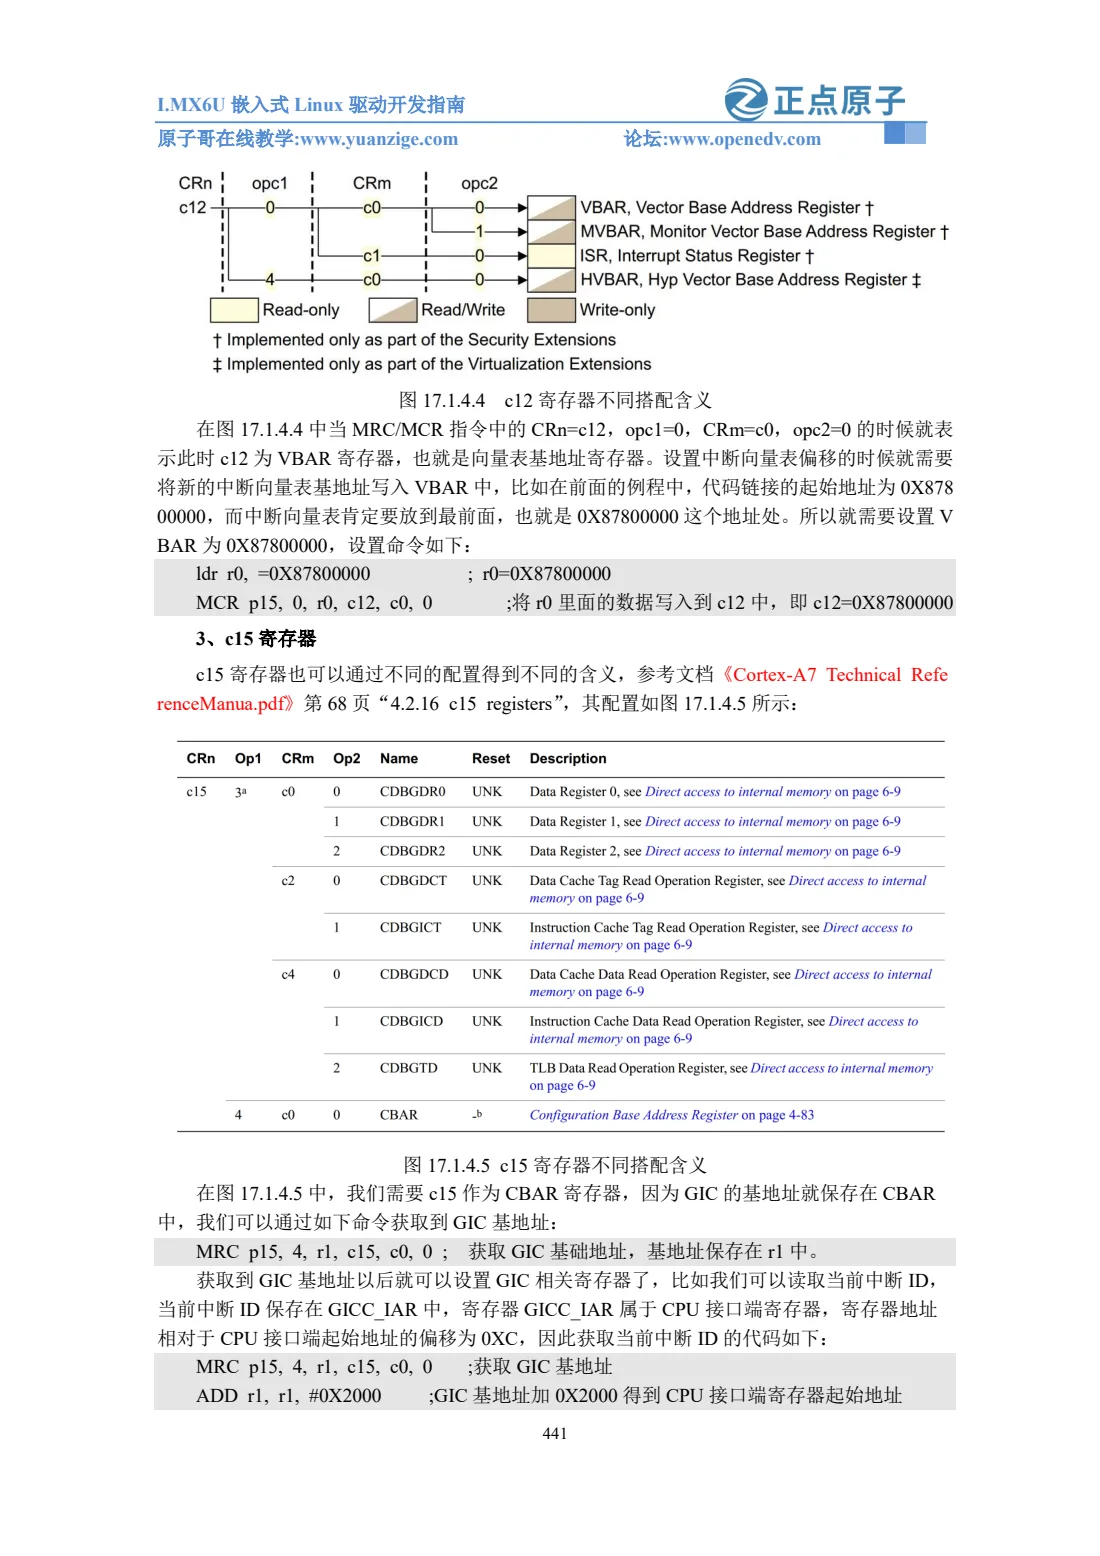 I.MX6U 嵌入式 Linux 驱动开发指南
正点原子
原子哥在线教学:www.yuanzige.com 论坛:www.openedv.com
CRn opc1 CRm opc2
c12 0 c0 0 VBAR, Vector Base Address Register †
1 MVBAR, Monitor Vector Base Address Register †
c1 0 ISR, Interrupt Status Register †
4 c0 0 HVBAR, Hyp Vector Base Address Register ‡
Read-only Read/Write Write-only
† Implemented only as part of the Security Extensions
‡ Implemented only as part of the Virtualization Extensions
图 17.1.4.4 c12 寄存器不同搭配含义
在图 17.1.4.4 中当 MRC/MCR 指令中的 CRn=c12，opc1=0，CRm=c0，opc2=0 的时候就表
示此时 c12 为 VBAR 寄存器，也就是向量表基地址寄存器。设置中断向量表偏移的时候就需要
将新的中断向量表基地址写入 VBAR 中，比如在前面的例程中，代码链接的起始地址为 0X878
00000，而中断向量表肯定要放到最前面，也就是 0X87800000 这个地址处。所以就需要设置 V
BAR 为 0X87800000，设置命令如下：
ldr r0, =0X87800000 ; r0=0X87800000
MCR p15, 0, r0, c12, c0, 0 ;将 r0 里面的数据写入到 c12 中，即 c12=0X87800000
3、c15 寄存器
c15 寄存器也可以通过不同的配置得到不同的含义，参考文档《Cortex-A7 Technical Refe
renceManua.pdf》第 68 页“4.2.16 c15 registers”，其配置如图 17.1.4.5 所示：
CRn Op1 CRm Op2 Name Reset Description
c15 3a c0 0 CDBGDR0 UNK Data Register 0, see Direct access to internal memory on page 6-9
1 CDBGDR1 UNK Data Register 1, see Direct access to internal memory on page 6-9
2 CDBGDR2 UNK Data Register 2, see Direct access to internal memory on page 6-9
c2 0 CDBGDCT UNK Data Cache Tag Read Operation Register, see Direct access to internal
memory on page 6-9
1 CDBGICT UNK Instruction Cache Tag Read Operation Register, see Direct access to
internal memory on page 6-9
c4 0 CDBGDCD UNK Data Cache Data Read Operation Register, see Direct access to internal
memory on page 6-9
1 CDBGICD UNK Instruction Cache Data Read Operation Register, see Direct access to
internal memory on page 6-9
2 CDBGTD UNK TLB Data Read Operation Register, see Direct access to internal memory
on page 6-9
4 c0 0 CBAR -b Configuration Base Address Register on page 4-83
图 17.1.4.5 c15 寄存器不同搭配含义
在图 17.1.4.5 中，我们需要 c15 作为 CBAR 寄存器，因为 GIC 的基地址就保存在 CBAR
中，我们可以通过如下命令获取到 GIC 基地址：
MRC p15, 4, r1, c15, c0, 0 ; 获取 GIC 基础地址，基地址保存在 r1 中。
获取到 GIC 基地址以后就可以设置 GIC 相关寄存器了，比如我们可以读取当前中断 ID，
当前中断 ID 保存在 GICC_IAR 中，寄存器 GICC_IAR 属于 CPU 接口端寄存器，寄存器地址
相对于 CPU 接口端起始地址的偏移为 0XC，因此获取当前中断 ID 的代码如下：
MRC p15, 4, r1, c15, c0, 0 ;获取 GIC 基地址
ADD r1, r1, #0X2000 ;GIC 基地址加 0X2000 得到 CPU 接口端寄存器起始地址
441